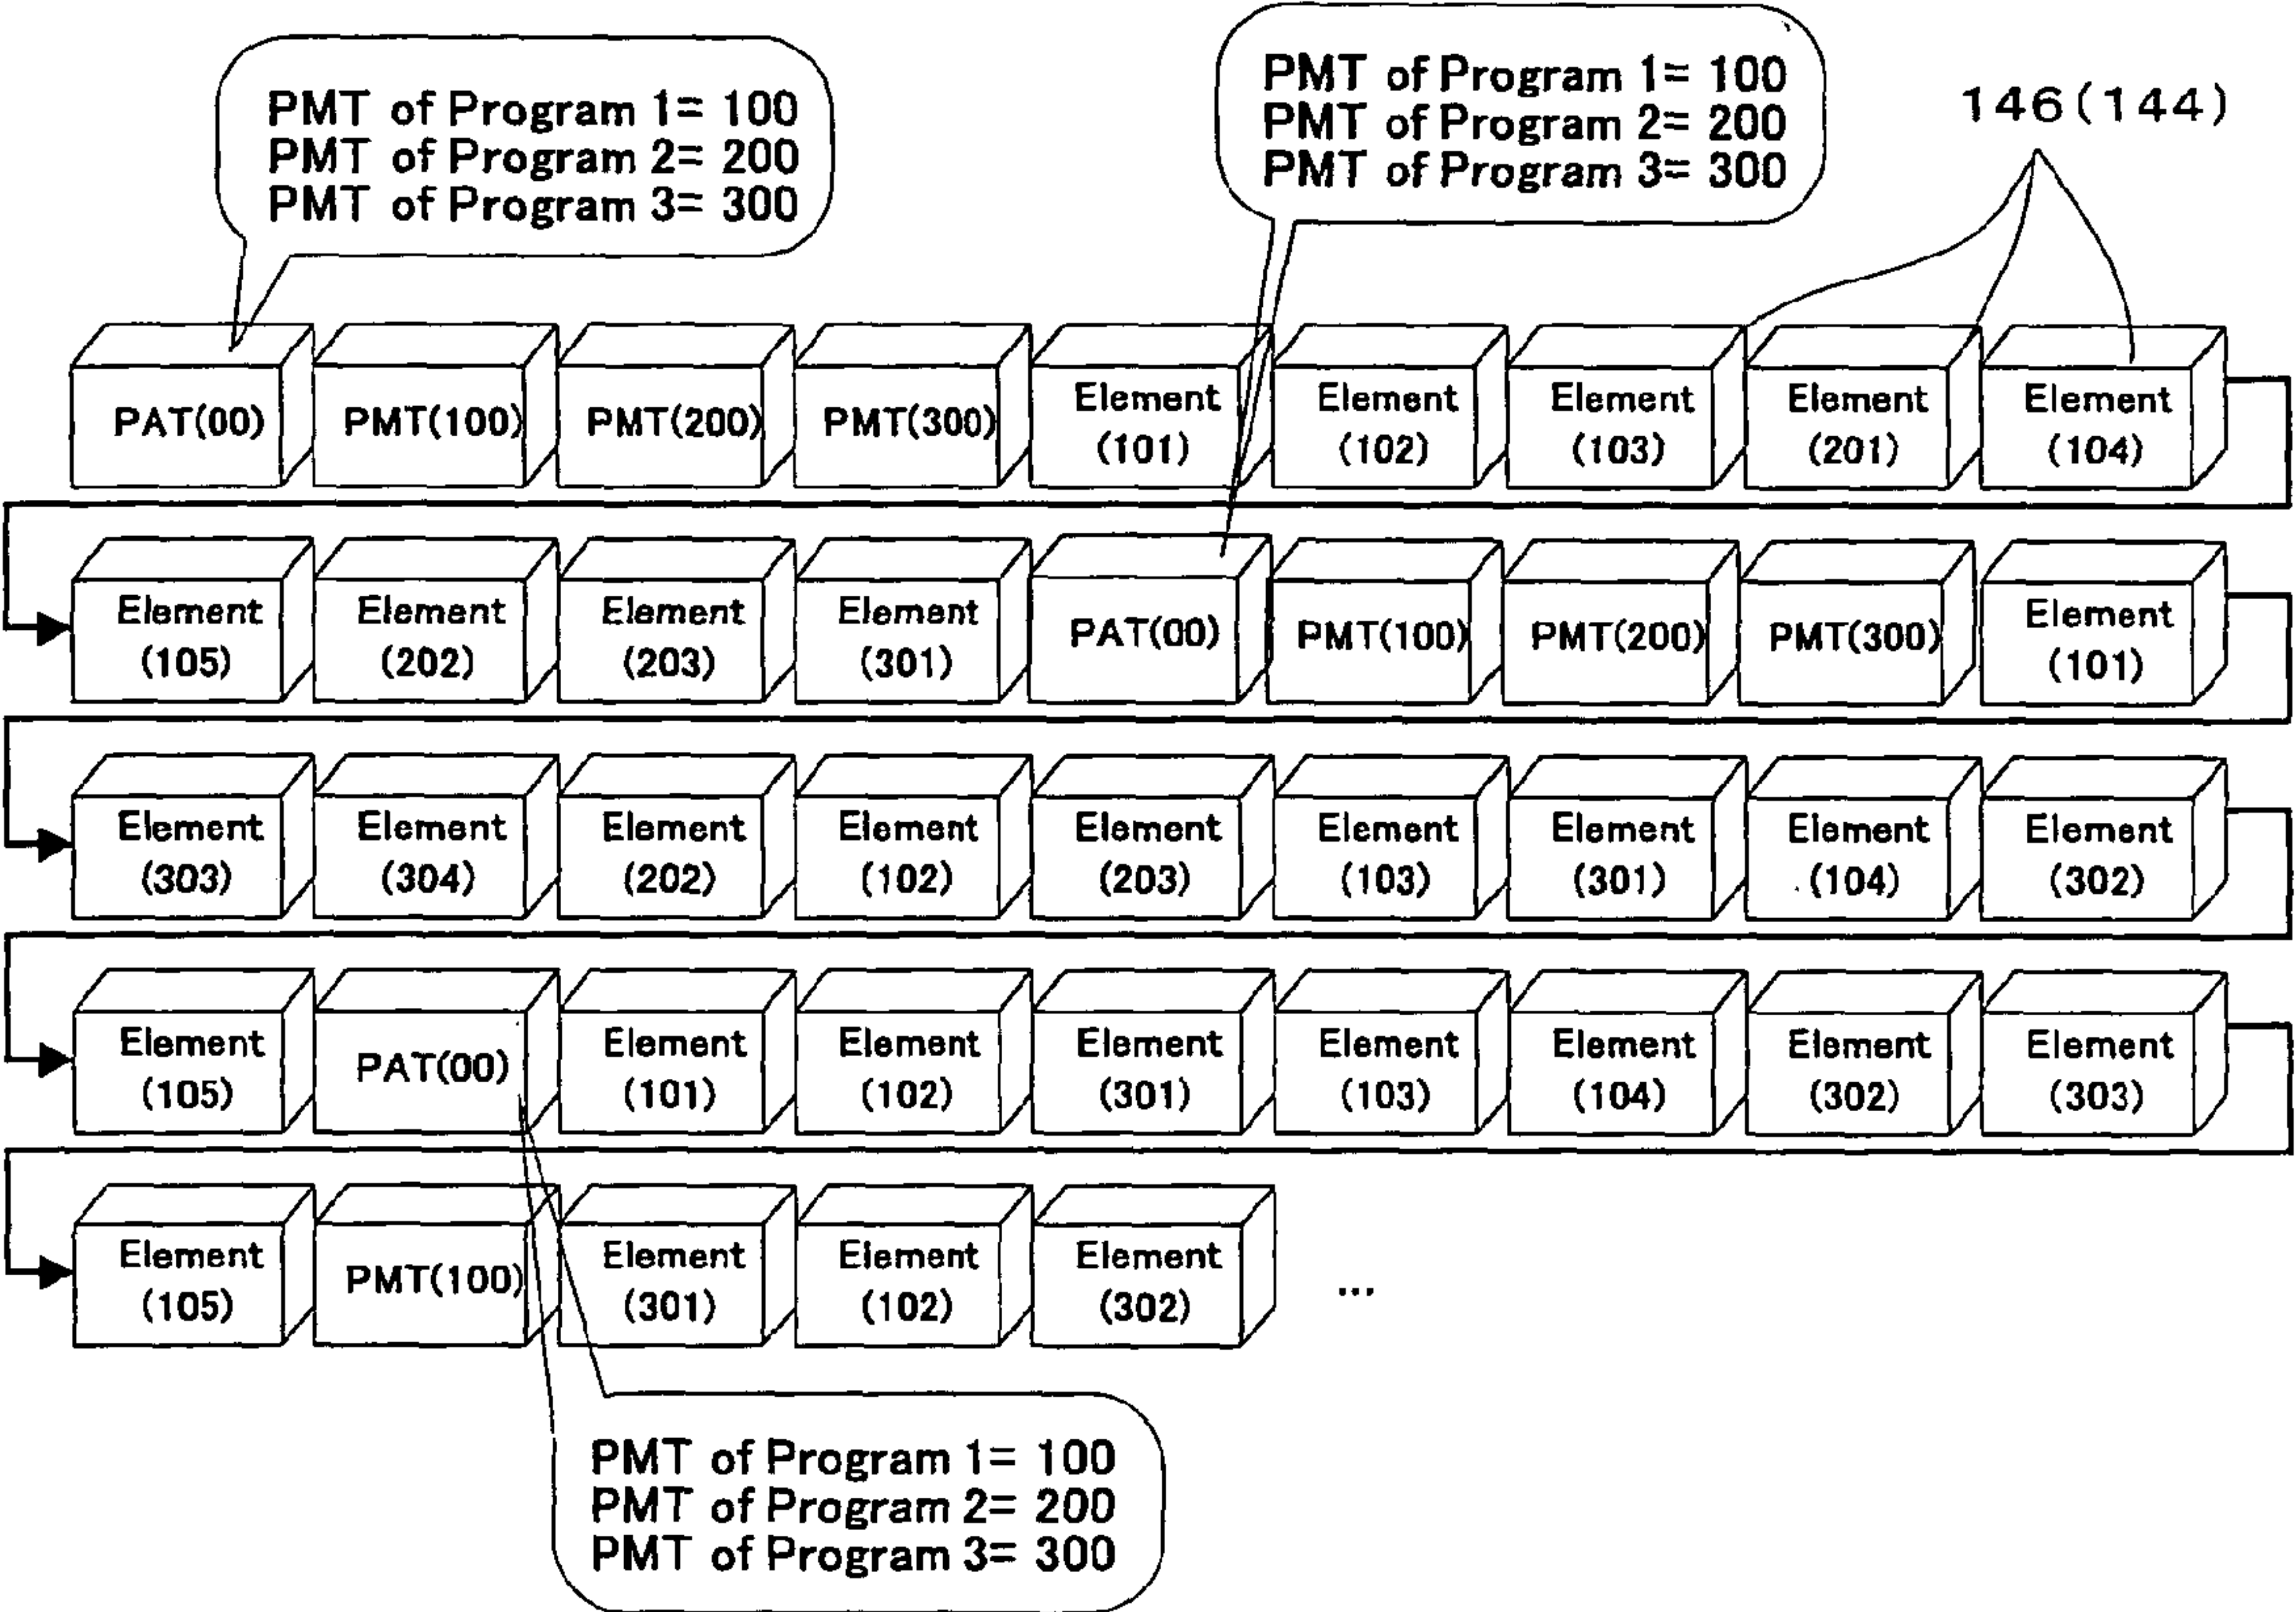 PMT of Program 1= 100
PMT of Program 2= 200
PMT of Program 3= 300
PMT of Program 1= 100
PMT of Program 2= 200
PMT of Program 3= 300
146(144)
PAT(00)
PMT(100)
PMT(200)
PMT(300)
Element
(101)
Element
(102)
Element
(103)
Element
(201)
Element
(104)
Element
(105)
Element
(202)
Element
(203)
Element
(301)
PAT(00)
PMT(100)
PMT(200)
PMT(300)
Element
(101)
Element
(303)
Element
(304)
Element
(202)
Element
(102)
Element
(203)
Element
(103)
Element
(301)
Element
(104)
Element
(302)
Element
(105)
PAT(00)
Element
(101)
Element
(102)
Element
(301)
Element
(103)
Element
(104)
Element
(302)
Element
(303)
Element
(105)
PMT(100)
Element
(301)
Element
(102)
Element
(302)
...
PMT of Program 1= 100
PMT of Program 2= 200
PMT of Program 3= 300